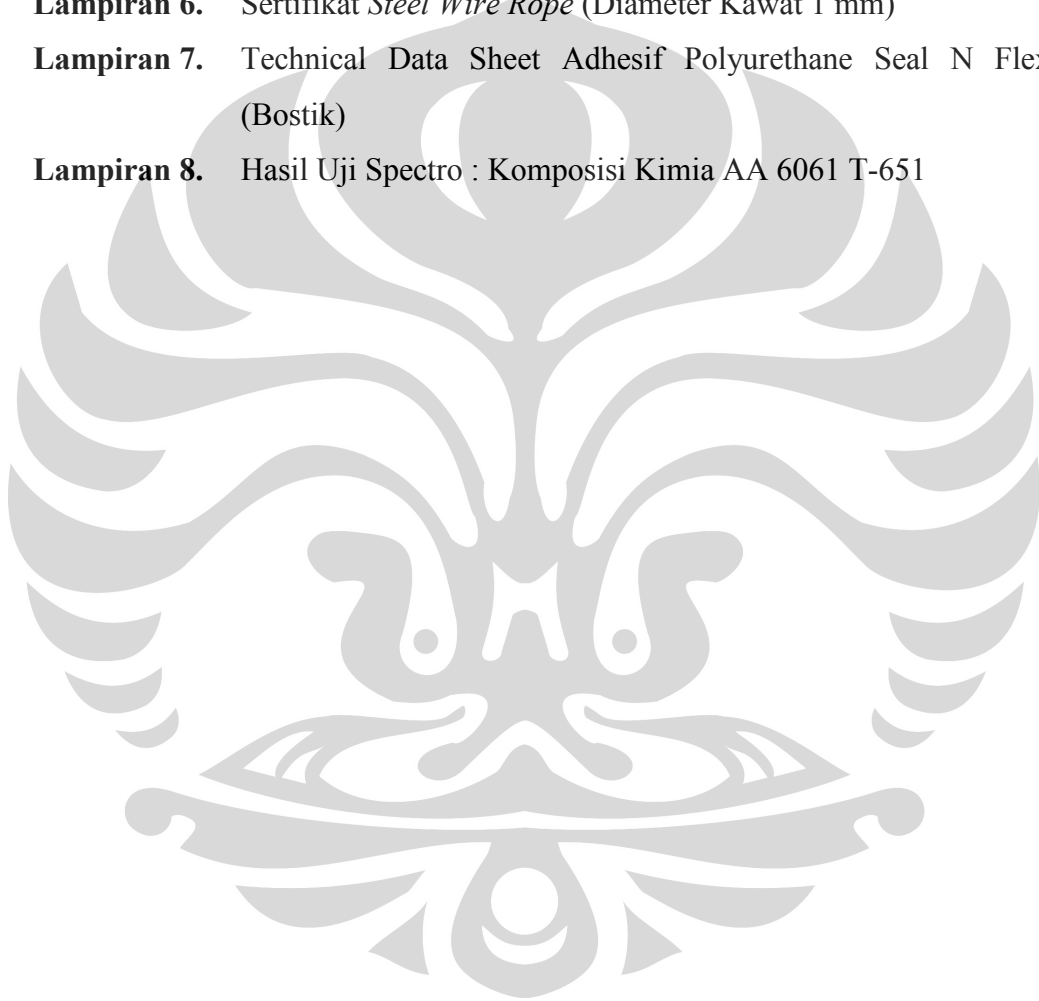 Lampiran 6. Sertifikat Steel Wire Rope (Diameter Kawat 1 mm)
Lampiran 7. Technical Data Sheet Adhesif Polyurethane Seal N Flex
(Bostik)
Lampiran 8. Hasil Uji Spectro : Komposisi Kimia AA 6061 T-651